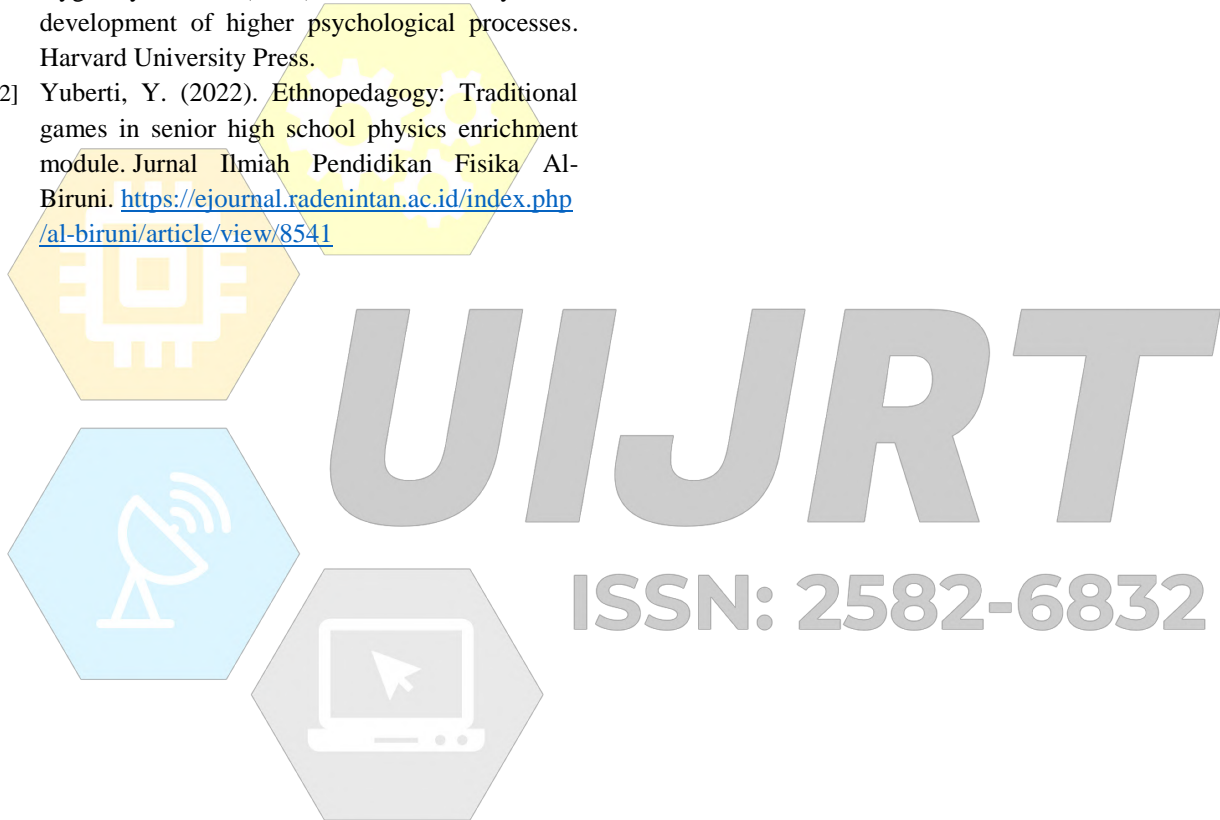 development of higher psychological processes.
Harvard University Press.
2] Yuberti, Y. (2022). Ethnopedagogy: Traditional
games in senior high school physics enrichment
module. Jurnal Ilmiah Pendidikan Fisika Al-
Biruni. https://ejournal.radenintan.ac.id/index.php
/al-biruni/article/view/8541
UIJRT
ISSN: 2582-6832